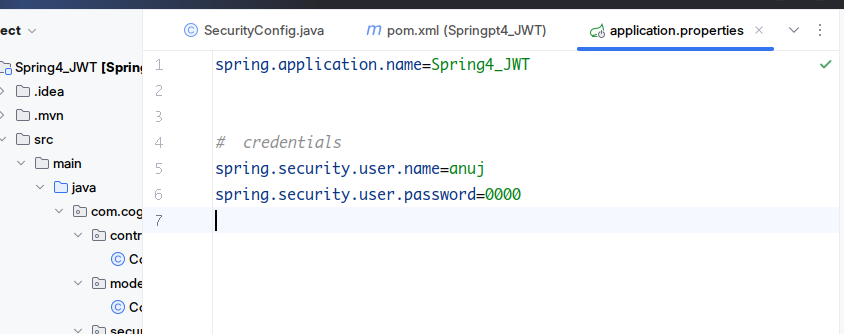 ect
SecurityConfig.java
pom.xml (Springpt4_JWT)
application.properties
Spring4_JWT [Spring
.idea
.mvn
src
main
java
com.cog
contr
Co
mode
Co
secur
1 spring.application.name=Spring4_JWT
2
3
4 # credentials
5 spring.security.user.name=anuj
6 spring.security.user.password=0000
7